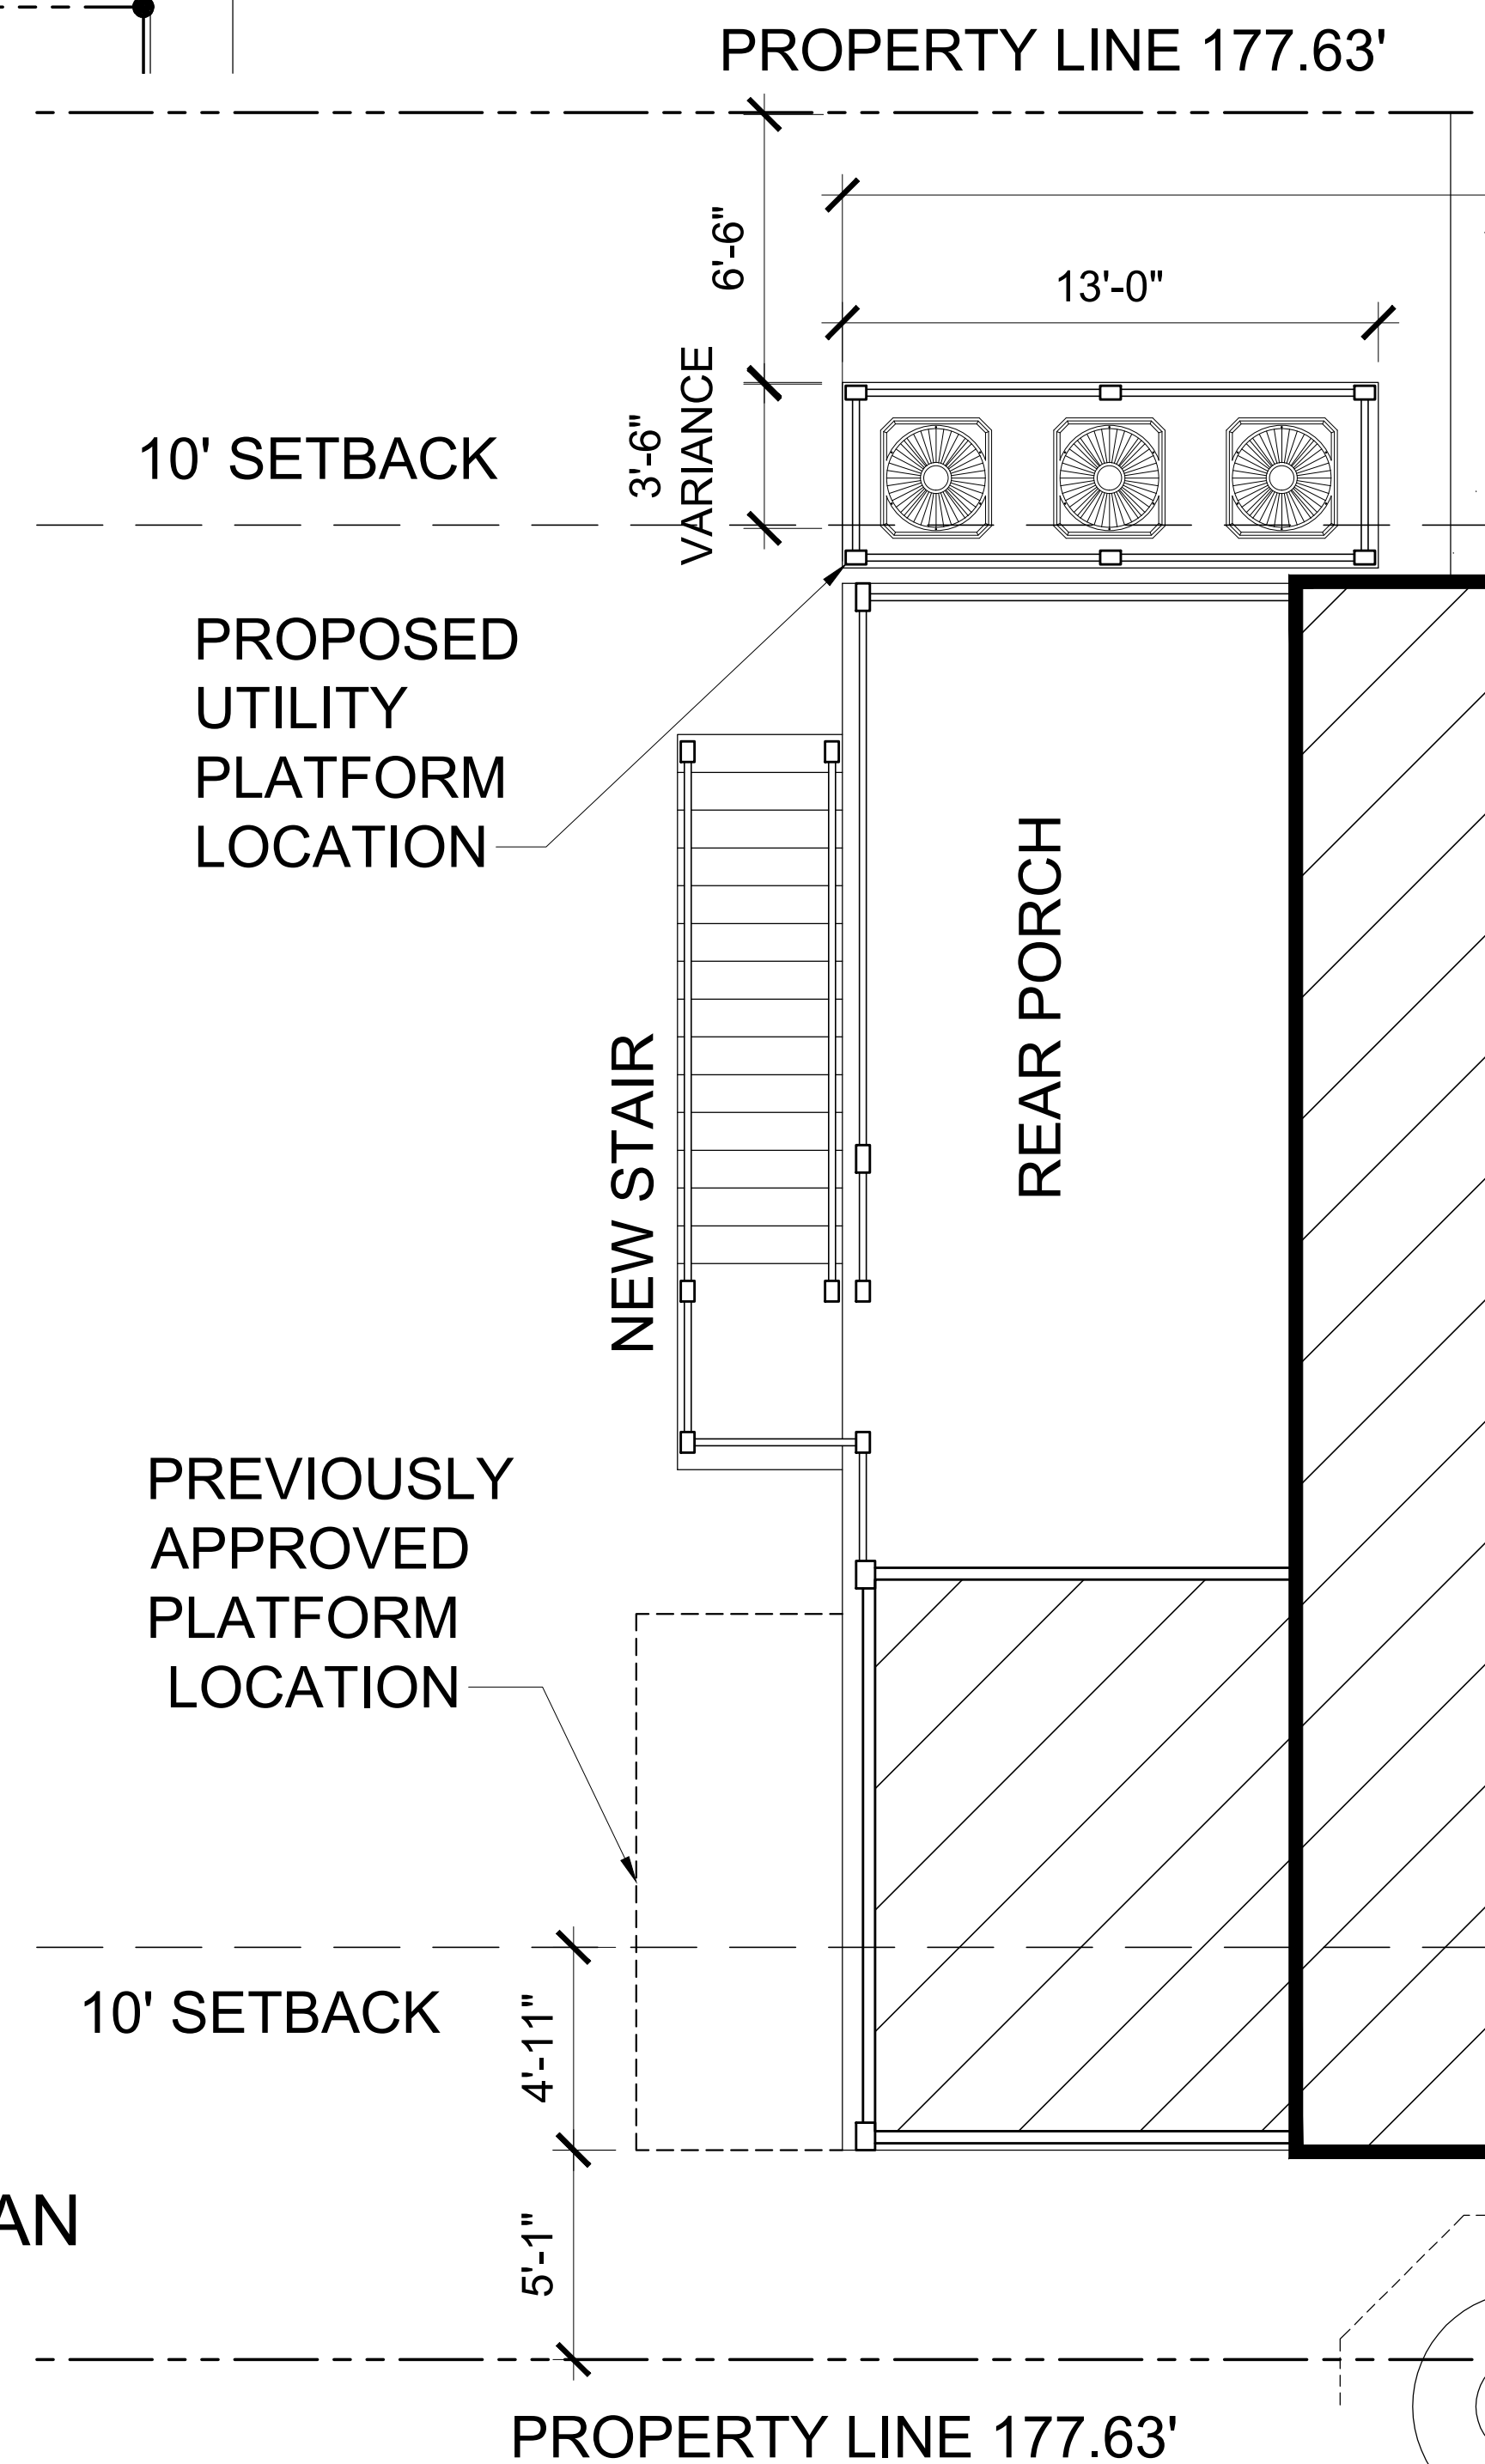 PROPERTY LINE 177.63'
6'-6"
13'-0"
3'-6"
VARIANCE
10' SETBACK
PROPOSED
UTILITY
PLATFORM
LOCATION
REAR PORCH
NEW STAIR
PREVIOUSLY
APPROVED
PLATFORM
LOCATION
10' SETBACK
4'-11"
AN
5'-1"
PROPERTY LINE 177.63'